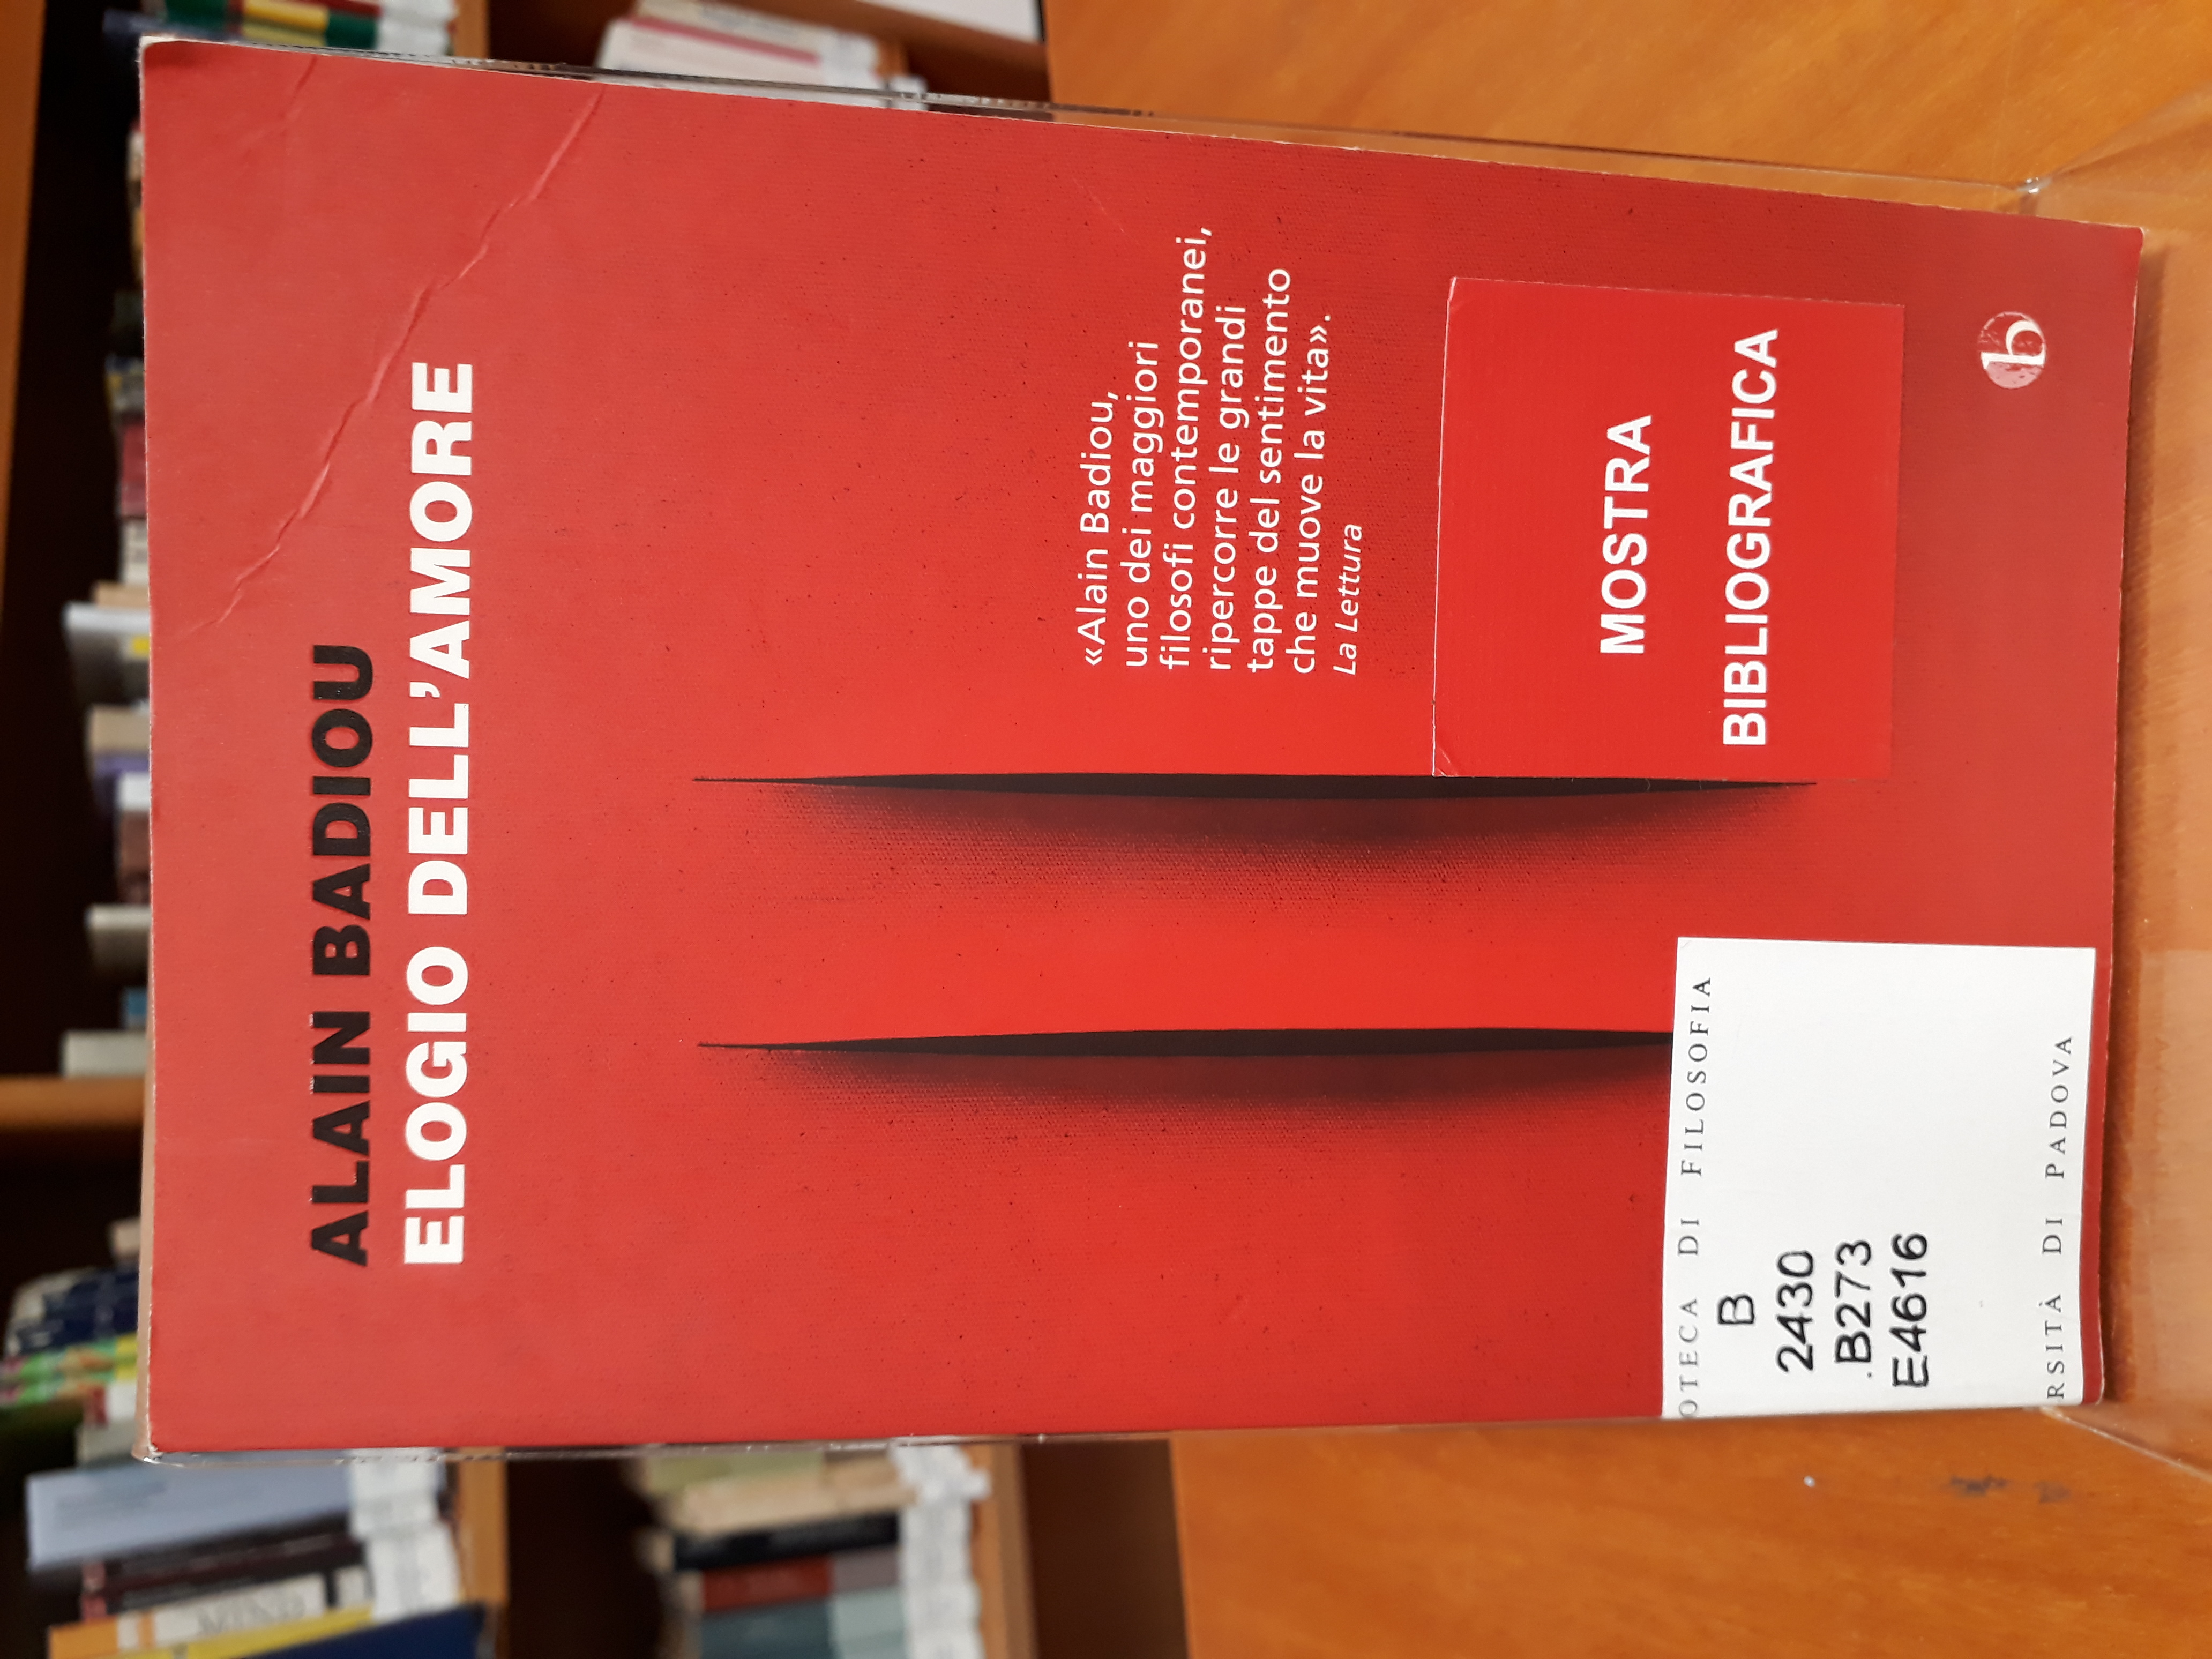 ALAIN BADIOU
ELOGIO DELL'AMORE
«Alain Badiou,
uno dei maggiori
filosofi contemporanei,
ripercorre le grandi
tappe del sentimento
che muove la vita».
La Lettura
MOSTRA
BIBLIOGRAFICA
b
OTECA DI FILOSOFIA
B
2430
.B273
E4616
RSITÀ DI PADOVA